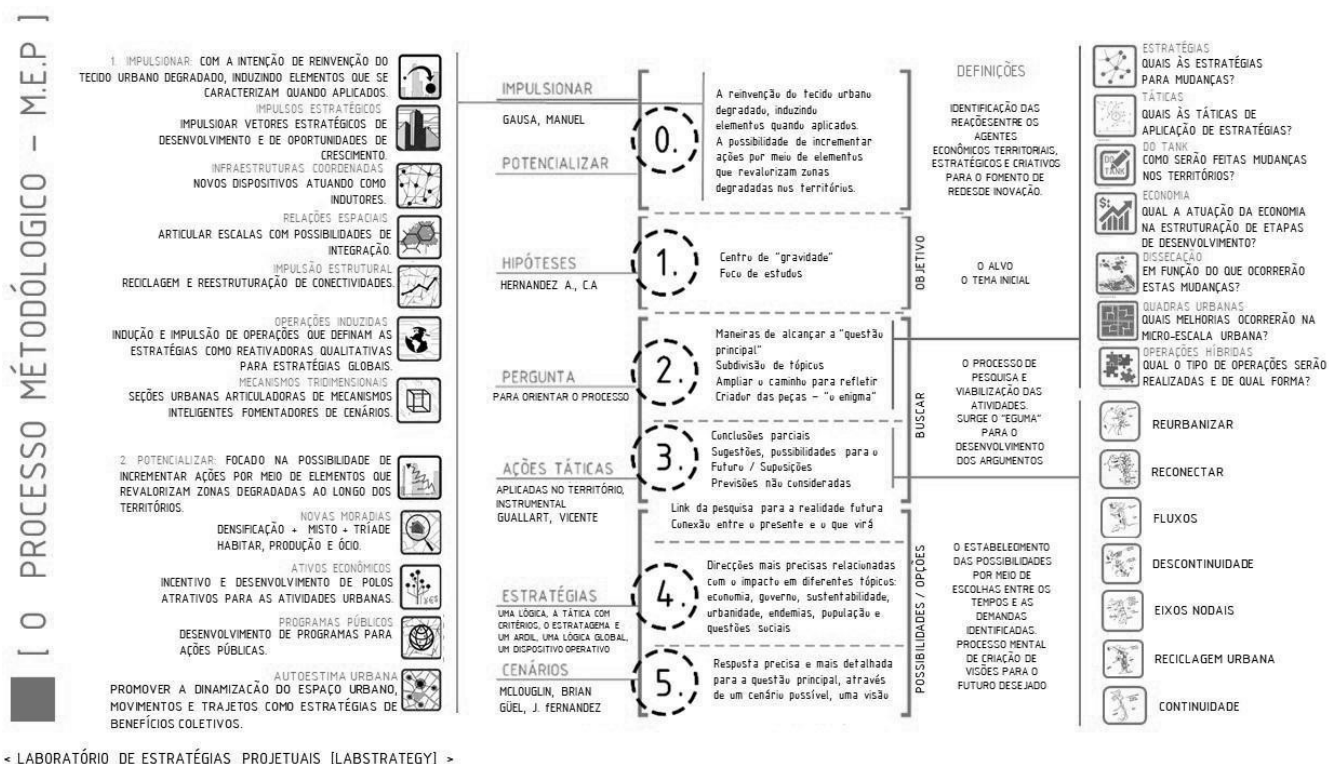 [ O PROCESSO MÉTODÓLOGICO - M.E.P ]
1. IMPULSIONAR: COM A INTENÇÃO DE REINVENÇÃO DO
TECIDO URBANO DEGRADADO, INDUZINDO ELEMENTOS QUE SE
CARACTERIZAM QUANDO APLICADOS.
IMPULSOS ESTRATÉGICOS
IMPULSIOAR VETORES ESTRATÉGICOS DE
DESENVOLVIMENTO E DE OPORTUNIDADES DE
CRESCIMENTO.
INFRAESTRUTURAS COORDENADAS
NOVOS DISPOSITIVOS ATUANDO COMO
INDUTORES.
RELAÇÕES ESPACIAIS
ARTICULAR ESCALAS COM POSSIBILIDADES DE
INTEGRAÇÃO.
IMPULSÃO ESTRUTURAL
RECICLAGEM E REESTRUTURAÇÃO DE CONECTIVIDADES.
OPERAÇÕES INDUZIDAS
INDUÇÃO E IMPULSÃO DE OPERAÇÕES QUE DEFINAM AS
ESTRATÉGIAS COMO REATIVADORAS QUALITATIVAS
PARA ESTRATÉGIAS GLOBAIS.
MECANISMOS TRIDIMENSIONAIS
SEÇÕES URBANAS ARTICULADORAS DE MECANISMOS
INTELIGENTES FOMENTADORES DE CENÁRIOS.
2. POTENCIALIZAR: FOCADO NA POSSIBILIDADE DE
INCREMENTAR AÇÕES POR MEIO DE ELEMENTOS QUE
REVALORIZAM ZONAS DEGRADADAS AO LONGO DOS
TERRITÓRIOS.
NOVAS MORADIAS
DENSIFICAÇÃO + MISTO + TRÍADE
HABITAR, PRODUÇÃO E ÓCIO.
ATIVOS ECONÔMICOS
INCENTIVO E DESENVOLVIMENTO DE POLOS
ATRATIVOS PARA AS ATIVIDADES URBANAS.
PROGRAMAS PÚBLICOS
DESENVOLVIMENTO DE PROGRAMAS PARA
AÇÕES PÚBLICAS.
AUTOESTIMA URBANA
PROMOVER A DINAMIZAÇÃO DO ESPAÇO URBANO,
MOVIMENTOS E TRAJETOS COMO ESTRATÉGIAS DE
BENEFÍCIOS COLETIVOS.
IMPULSIONAR
GAUSA, MANUEL
POTENCIALIZAR
HIPÓTESES
HERNANDEZ A., C.A
PERGUNTA
PARA ORIENTAR O PROCESSO
AÇÕES TÁTICAS
APLICADAS NO TERRITÓRIO,
INSTRUMENTAL
GUALLART, VICENTE
ESTRATÉGIAS
UMA LÓGICA, A TÁTICA COM
CRITÉRIOS, O ESTRATAGEMA E
UM ARDIL, UMA LÓGICA GLOBAL,
UM DISPOSITIVO OPERATIVO
CENÁRIOS
MCLOUGLIN, BRIAN
GÜEL, J. fERNANDEZ
0.
A reinvenção do tecido urbano
degradado, induzindo
elementos quando aplicados.
A possibilidade de incrementar
ações por meio de elementos
que revalorizam zonas
degradadas nos territórios.
1.
Centro de "gravidade"
Foco de estudos
2.
Maneiras de alcançar a "questão
principal"
Subdivisão de tópicos
Ampliar o caminho para refletir
Criador das peças – "o enigma"
3.
Conclusões parciais
Sugestões, possibilidades para o
Futuro / Suposições
Previsões não consideradas
Link da pesquisa para a realidade futura
Conexão entre o presente e o que virá
4.
Direcções mais precisas relacionadas
com o impacto em diferentes tópicos:
economia, governo, sustentabilidade,
urbanidade, endemias, população e
questões sociais
5.
Resposta precisa e mais detalhada
para a questão principal, através
de um cenário possível, uma visão
OBJETIVO
BUSCAR
POSSIBILIDADES / OPÇÕES
DEFINIÇÕES
IDENTIFICAÇÃO DAS
REAÇÕESENTRE OS
AGENTES
ECONÔMICOS TERRITORIAIS,
ESTRATÉGICOS E CRIATIVOS
PARA O FOMENTO DE
REDESDE INOVAÇÃO.
O ALVO
O TEMA INICIAL
O PROCESSO DE
PESQUISA E
VIABILIZAÇÃO DAS
ATIVIDADES.
SURGE O "EGUMA"
PARA O
DESENVOLVIMENTO
DOS ARGUMENTOS
O ESTABELECIMENTO
DAS POSSIBILIDADES
POR MEIO DE
ESCOLHAS ENTRE OS
TEMPOS E AS
DEMANDAS
IDENTIFICADAS.
PROCESSO MENTAL
DE CRIAÇÃO DE
VISÕES PARA O
FUTURO DESEJADO
ESTRATÉGIAS
QUAIS ÀS ESTRATÉGIAS
PARA MUDANÇAS?
TÁTICAS
QUAIS ÀS TÁTICAS DE
APLICAÇÃO DE ESTRATÉGIAS?
DO TANK
DO TANK
COMO SERÃO FEITAS MUDANÇAS
NOS TERRITÓRIOS?
ECONOMIA
$:
QUAL A ATUAÇÃO DA ECONOMIA
NA ESTRUTURAÇÃO DE ETAPAS
DE DESENVOLVIMENTO?
DISSECAÇÃO
EM FUNÇÃO DO QUE OCORRERÃO
ESTAS MUDANÇAS?
QUADRAS URBANAS
QUAIS MELHORIAS OCORRERÃO NA
MICRO-ESCALA URBANA?
OPERAÇÕES HÍBRIDAS
QUAL O TIPO DE OPERAÇÕES SERÃO
REALIZADAS E DE QUAL FORMA?
REURBANIZAR
RECONECTAR
FLUXOS
DESCONTINUIDADE
EIXOS NODAIS
RECICLAGEM URBANA
CONTINUIDADE
< LABORATÓRIO DE ESTRATÉGIAS PROJETUAIS [LABSTRATEGY] >